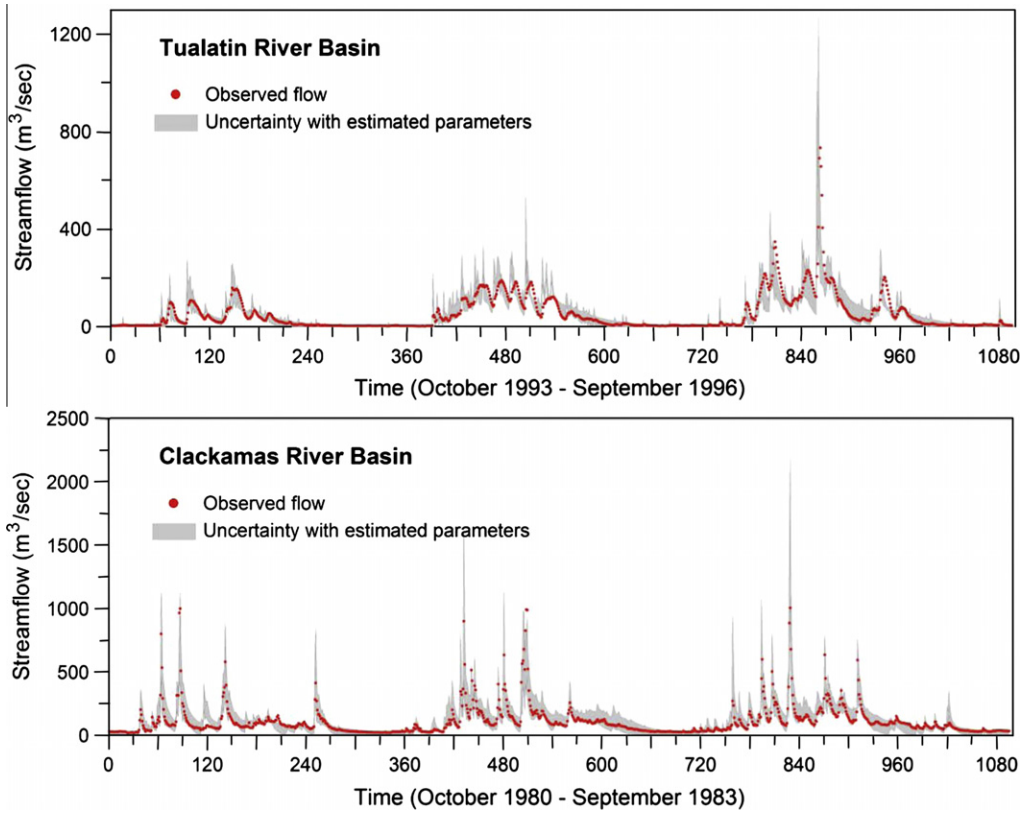 Tualatin River Basin
Observed flow
Uncertainty with estimated parameters
Streamflow (m³/sec)
1200
800
400
0
0 120 240 360 480 600 720 840 960 1080
Time (October 1993 - September 1996)
Clackamas River Basin
Observed flow
Uncertainty with estimated parameters
Streamflow (m³/sec)
2500
2000
1500
1000
500
0
0 120 240 360 480 600 720 840 960 1080
Time (October 1980 - September 1983)